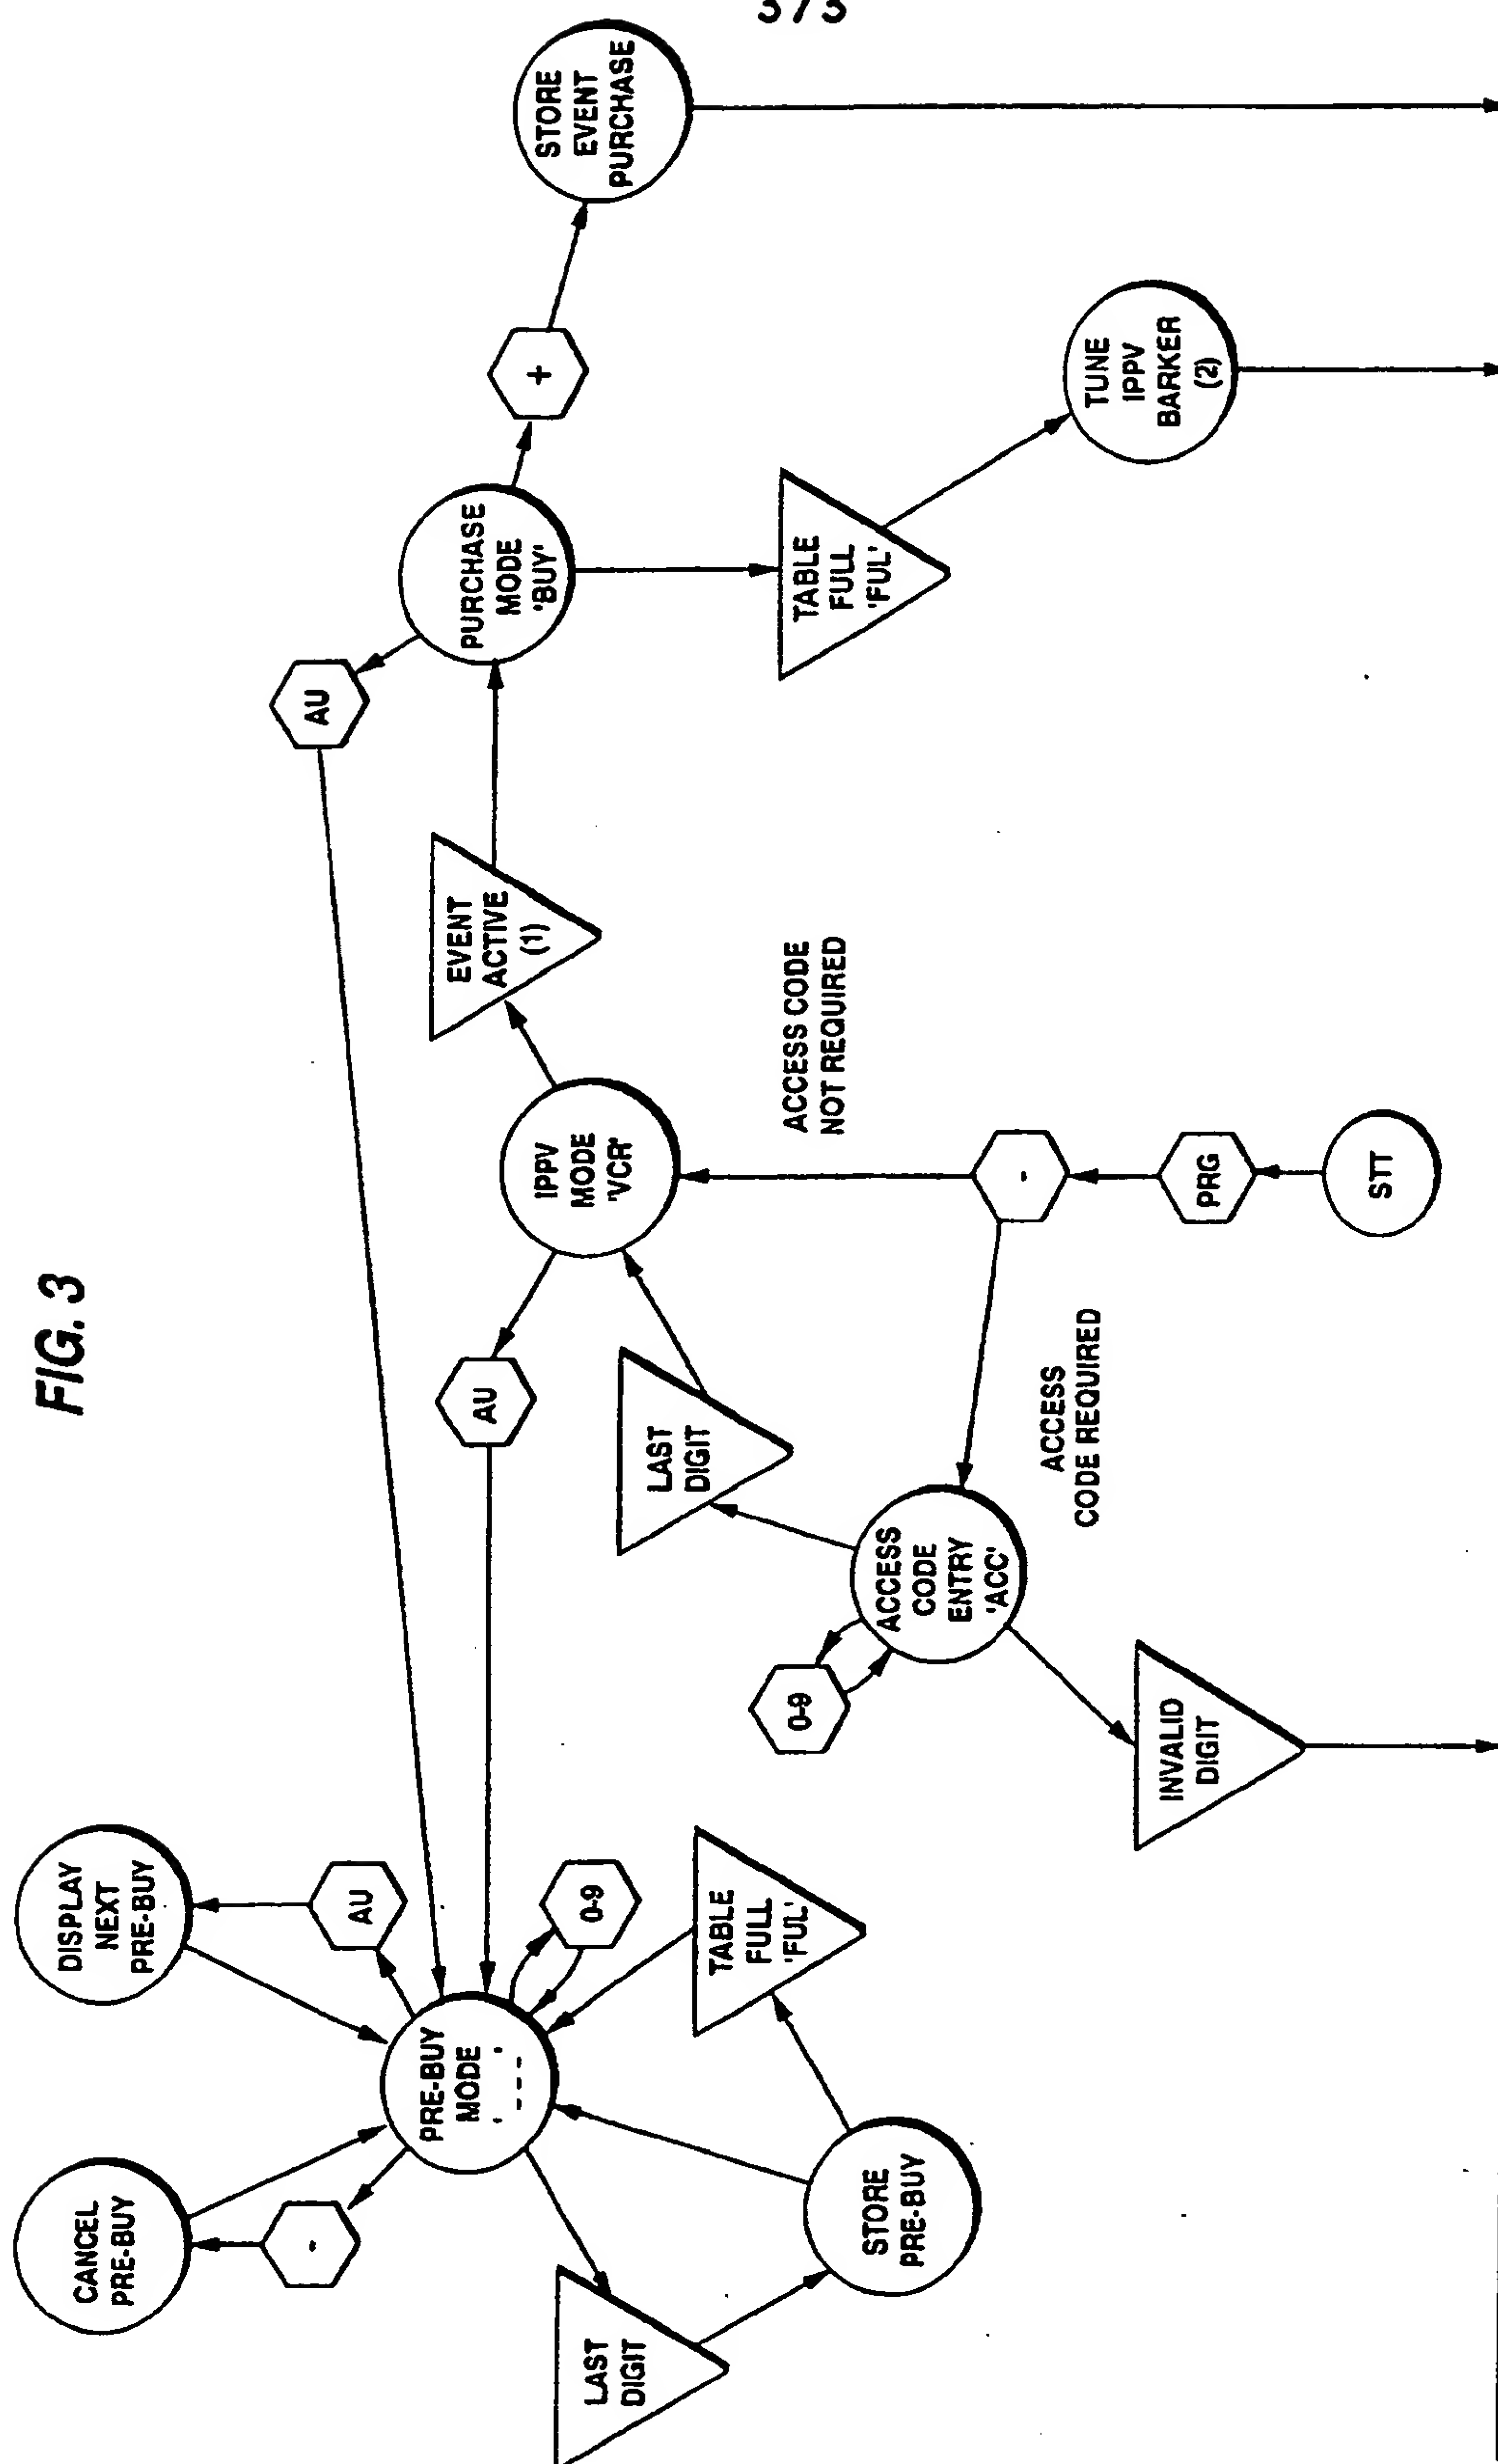 3/3
FIG. 3
CANCEL
PRE-BUY
DISPLAY
NEXT
PRE-BUY
-
AU
AU
PRE-BUY
MODE
'---'
0-9
AU
IPPV
MODE
'VCR'
EVENT
ACTIVE
(1)
PURCHASE
MODE
'BUY'
+
STORE
EVENT
PURCHASE
LAST
DIGIT
STORE
PRE-BUY
TABLE
FULL
'FUL'
0-9
LAST
DIGIT
ACCESS
CODE
ENTRY
'ACC'
INVALID
DIGIT
ACCESS CODE
NOT REQUIRED
ACCESS
CODE REQUIRED
-
PRG
STT
TABLE
FULL
'FUL'
TUNE
IPPV
BARKER
(2)